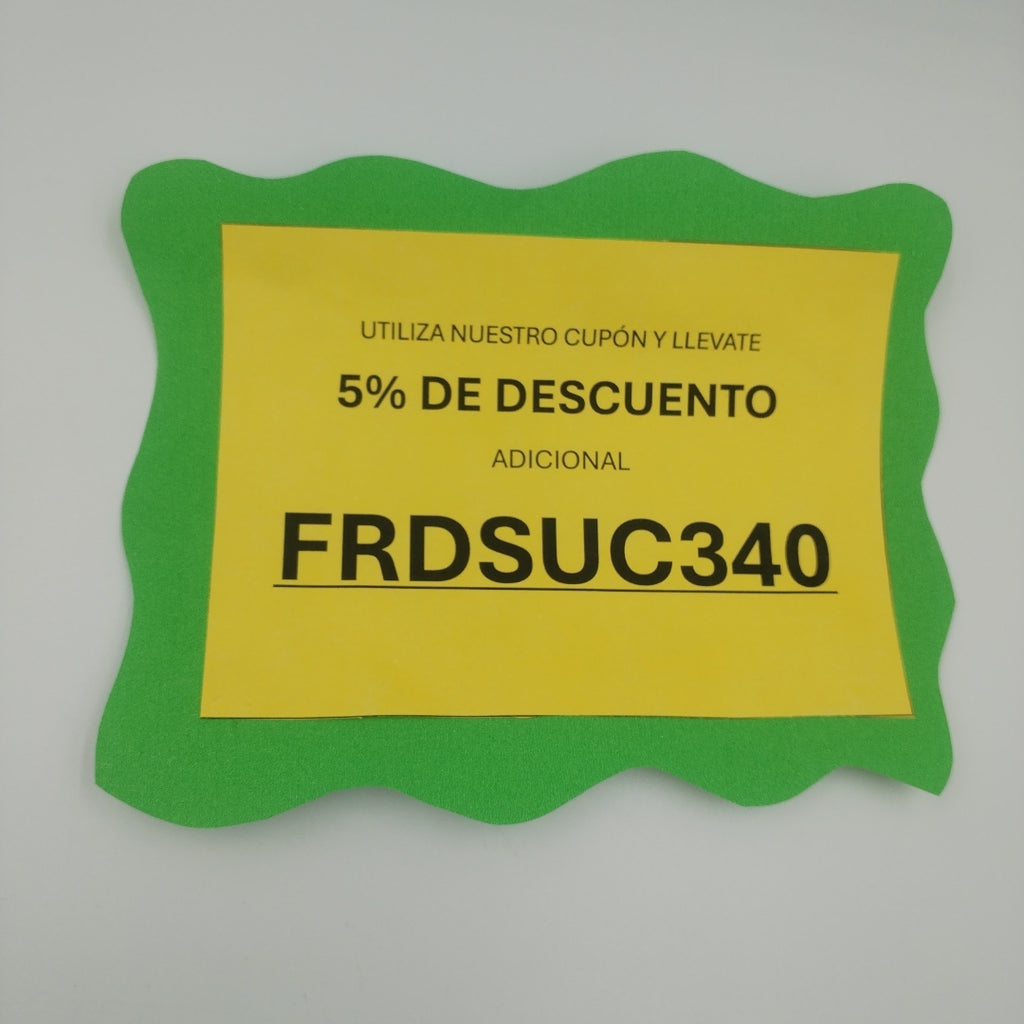 UTILIZA NUESTRO CUPÓN Y LLEVATE
5% DE DESCUENTO
ADICIONAL
FRDSUC340